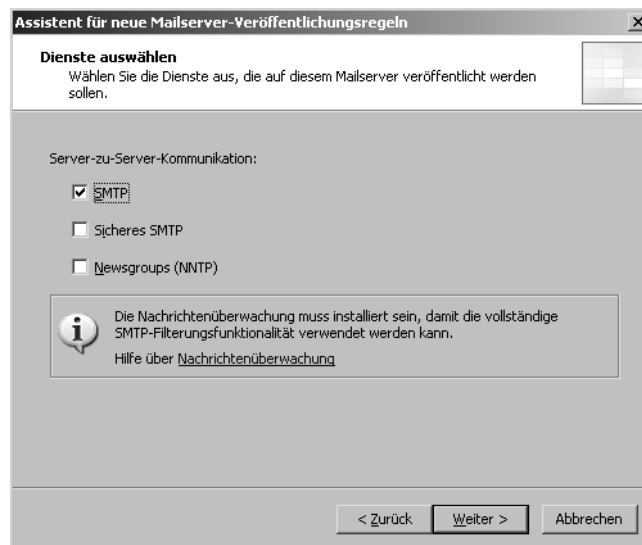 Assistent für neue Mailserver-Veröffentlichungsregeln
Dienste auswählen
Wählen Sie die Dienste aus, die auf diesem Mailserver veröffentlicht werden
sollen.
Server-zu-Server-Kommunikation:
SMTP
Sicheres SMTP
Newsgroups (NNTP)
Die Nachrichtenüberwachung muss installiert sein, damit die vollständige
SMTP-Filterungsfunktionalität verwendet werden kann.
Hilfe über Nachrichtenüberwachung
< Zurück Weiter > Abbrechen